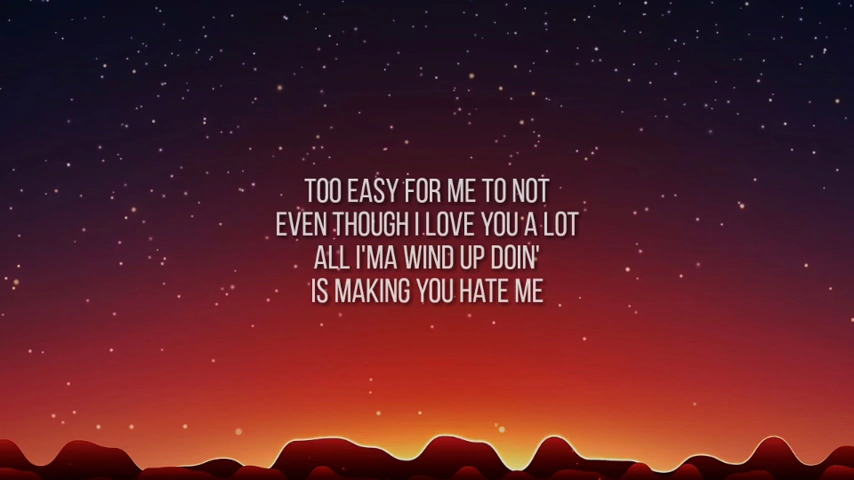 TOO EASY FOR ME TO NOT
EVEN THOUGH I LOVE YOU A LOT
ALL I'MA WIND UP DOIN'
IS MAKING YOU HATE ME